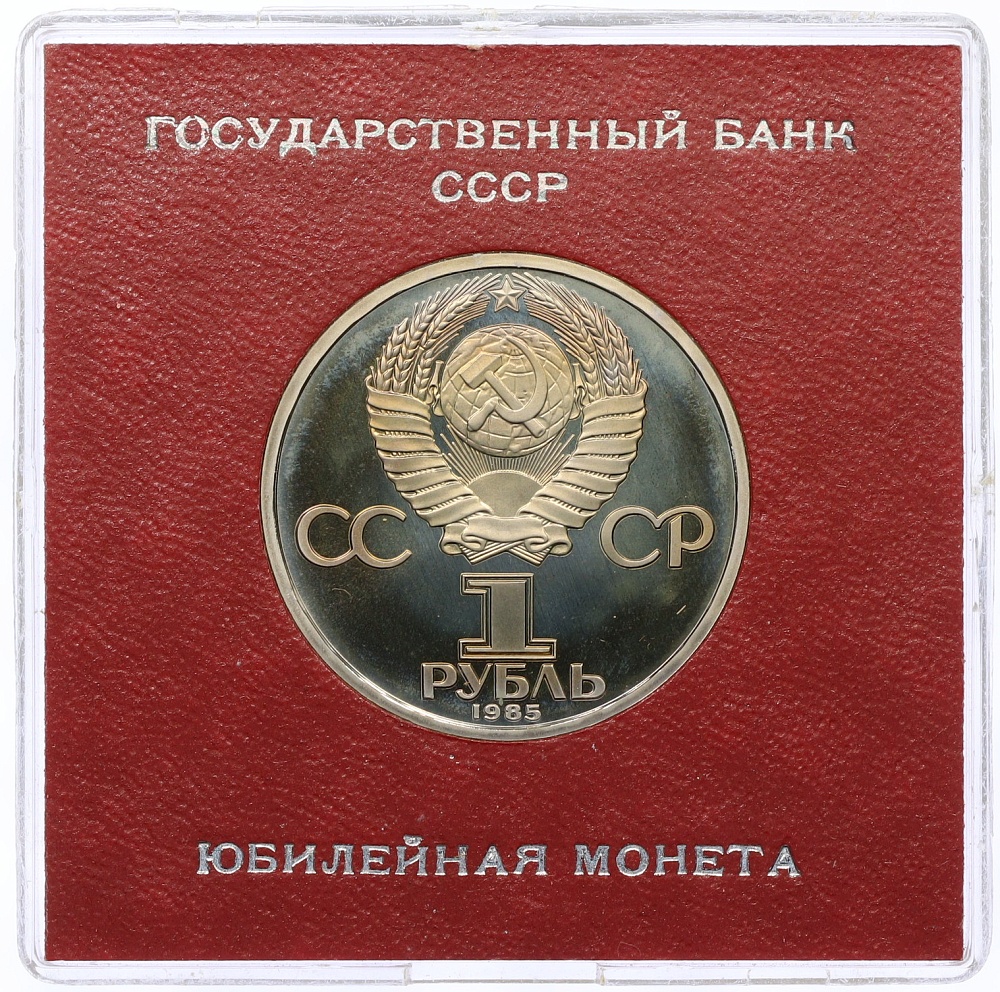 ГОСУДАРСТВЕННЫЙ БАНК
СССР
СС СР
1
РУБЛЬ
1985
ЮБИЛЕЙНАЯ МОНЕТА